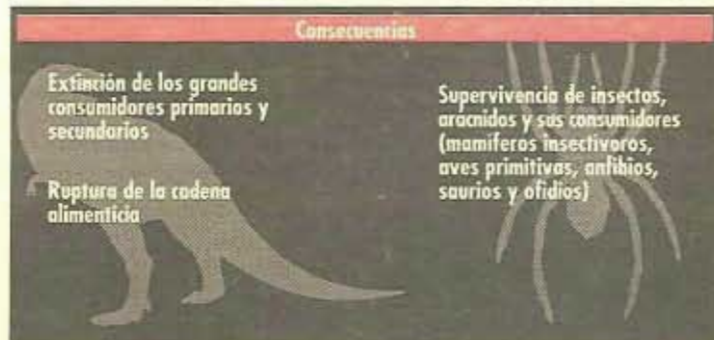 Consecuencias
Extinción de los grandes
consumidores primarios y
secundarios
Ruptura de la cadena
alimenticia
Supervivencia de insectos,
arácnidos y sus consumidores
(mamíferos insectívoros,
aves primitivas, anfibios,
saurios y ofidios)